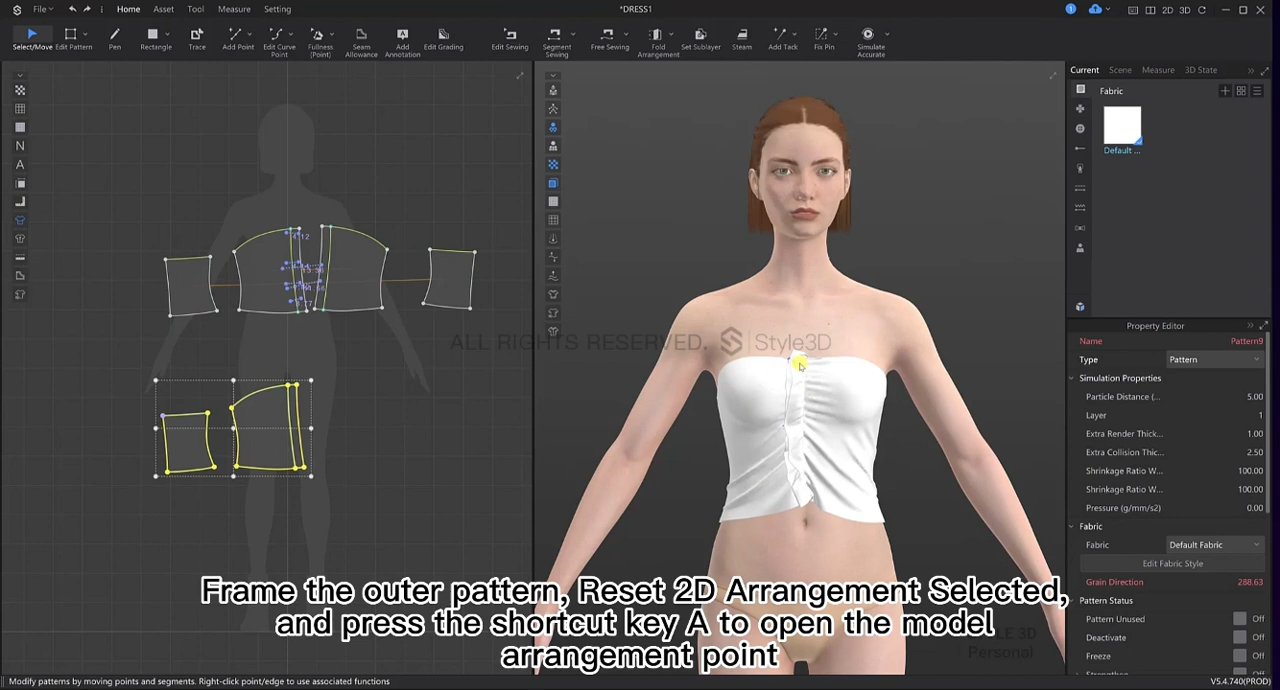 File
Home
Asset
Tool
Measure
Setting
*DRESS1
1
2D
3D
Select/Move
Edit Pattern
Pen
Rectangle
Trace
Add Point
Edit Curve
Point
Fullness
(Point)
Seam
Allowance
Add
Annotation
Edit Grading
Edit Sewing
Segment
Sewing
Free Sewing
Fold
Arrangement
Set Sublayer
Steam
Add Tack
Fix Pin
Simulate
Accurate
Current
Scene
Measure
3D State
Fabric
Default ...
ALL RIGHTS RESERVED.
Style3D
Property Editor
Name
Pattern9
Type
Pattern
Simulation Properties
Particle Distance (...
5.00
Layer
1
Extra Render Thick...
1.00
Extra Collision Thic...
2.50
Shrinkage Ratio W...
100.00
Shrinkage Ratio W...
100.00
Pressure (g/mm/s2)
0.00
Fabric
Fabric
Default Fabric
Edit Fabric Style
Grain Direction
288.63
Pattern Status
Pattern Unused
Off
Deactivate
Off
Freeze
Off
Frame the outer pattern, Reset 2D Arrangement Selected,
and press the shortcut key A to open the model
arrangement point
Personal
Modify patterns by moving points and segments. Right-click point/edge to use associated functions
V5.4.740(PROD)